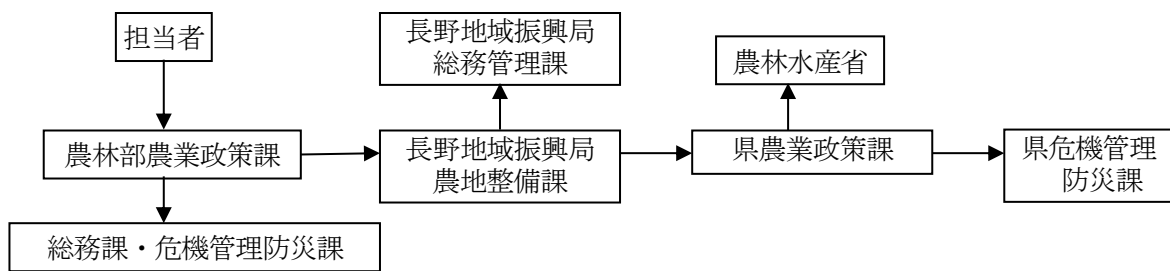 担当者
長野地域振興局
総務管理課
農林水産省
農林部農業政策課
長野地域振興局
農地整備課
県農業政策課
県危機管理
防災課
総務課・危機管理防災課